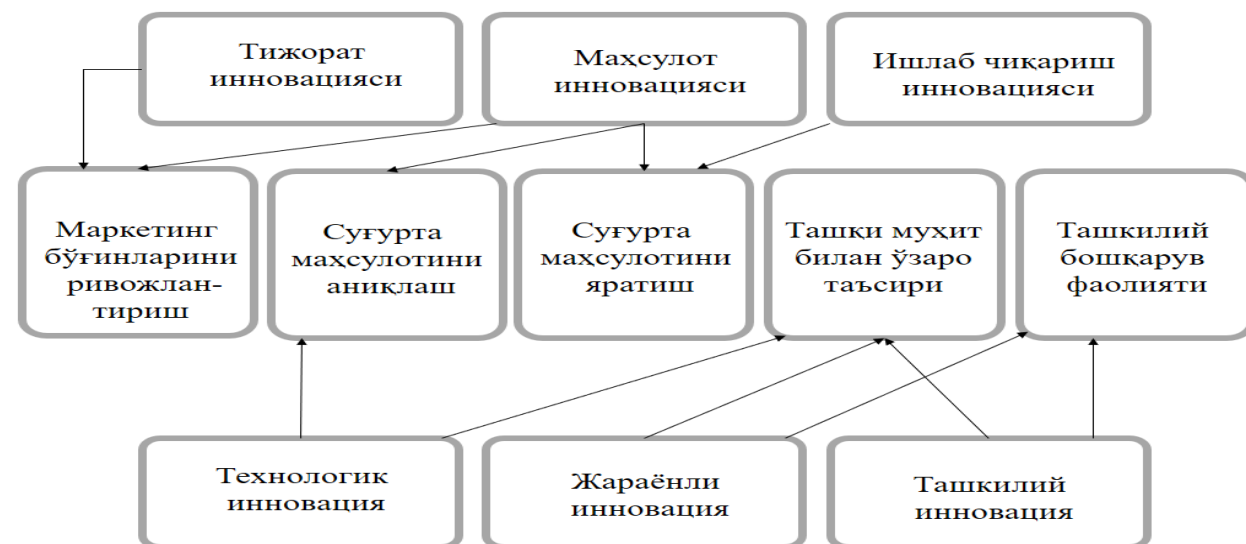 Тижорат
инновацияси
Маҳсулот
инновацияси
Ишлаб чиқариш
инновацияси
Маркетинг
бўғинларини
ривожлан-
тириш
Суғурта
маҳсулотини
аниқлаш
Суғурта
маҳсулотини
яратиш
Ташқи муҳит
билан ўзаро
таъсири
Ташкилий
бошқарув
фаолияти
Технологик
инновация
Жараёнли
инновация
Ташкилий
инновация